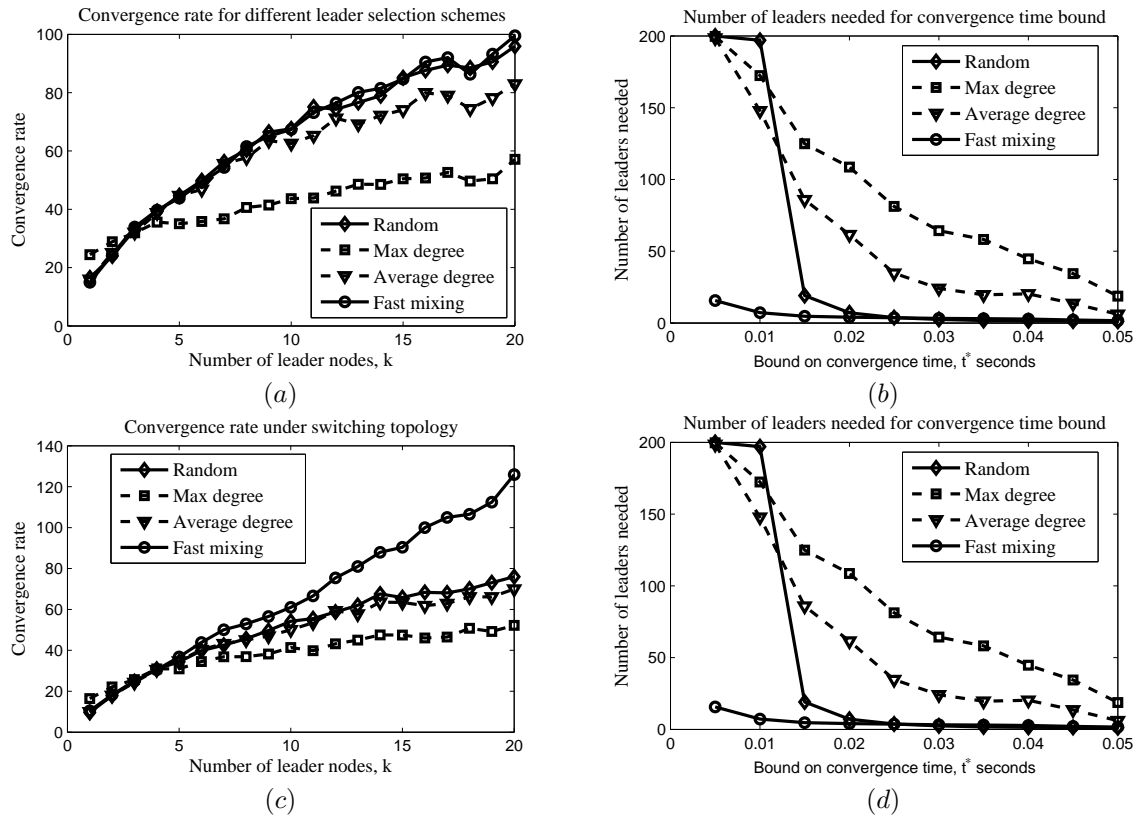 Convergence rate for different leader selection schemes
100
80
60
40
20
0
0
5
10
15
20
Convergence rate
Number of leader nodes, k
Random
Max degree
Average degree
Fast mixing
(a)
Number of leaders needed for convergence time bound
200
150
100
50
0
0
0.01
0.02
0.03
0.04
0.05
Number of leaders needed
Bound on convergence time, t* seconds
Random
Max degree
Average degree
Fast mixing
(b)
Convergence rate under switching topology
140
120
100
80
60
40
20
0
0
5
10
15
20
Convergence rate
Number of leader nodes, k
Random
Max degree
Average degree
Fast mixing
(c)
Number of leaders needed for convergence time bound
200
150
100
50
0
0
0.01
0.02
0.03
0.04
0.05
Number of leaders needed
Bound on convergence time, t* seconds
Random
Max degree
Average degree
Fast mixing
(d)